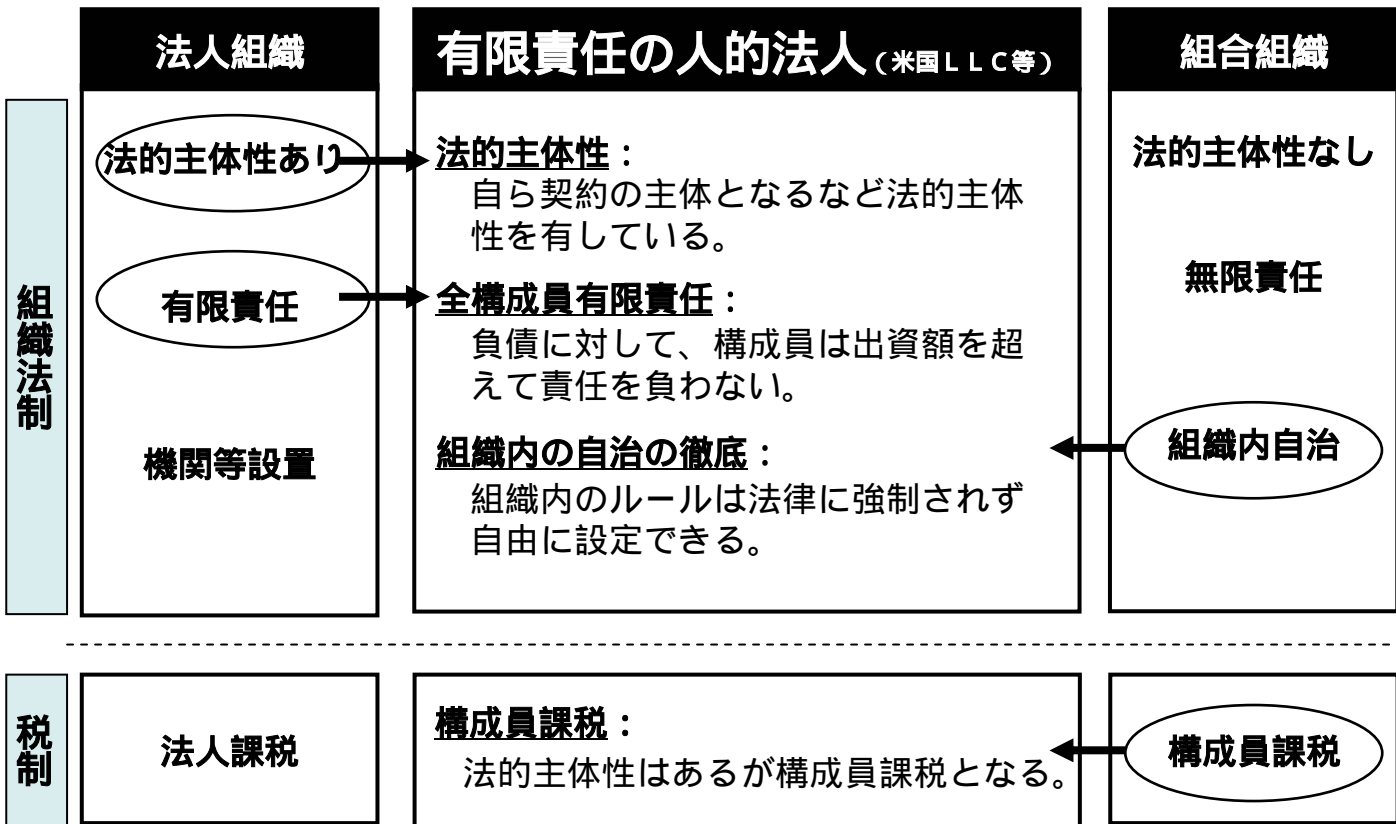 法人組織
有限責任の人的法人(米国LLC等)
組合組織
組織法制
法的主体性あり
有限責任
機関等設置
法的主体性:
自ら契約の主体となるなど法的主体
性を有している。
全構成員有限責任:
負債に対して、構成員は出資額を超
えて責任を負わない。
組織内の自治の徹底:
組織内のルールは法律に強制されず
自由に設定できる。
法的主体性なし
無限責任
組織内自治
税制
法人課税
構成員課税:
法的主体性はあるが構成員課税となる。
構成員課税